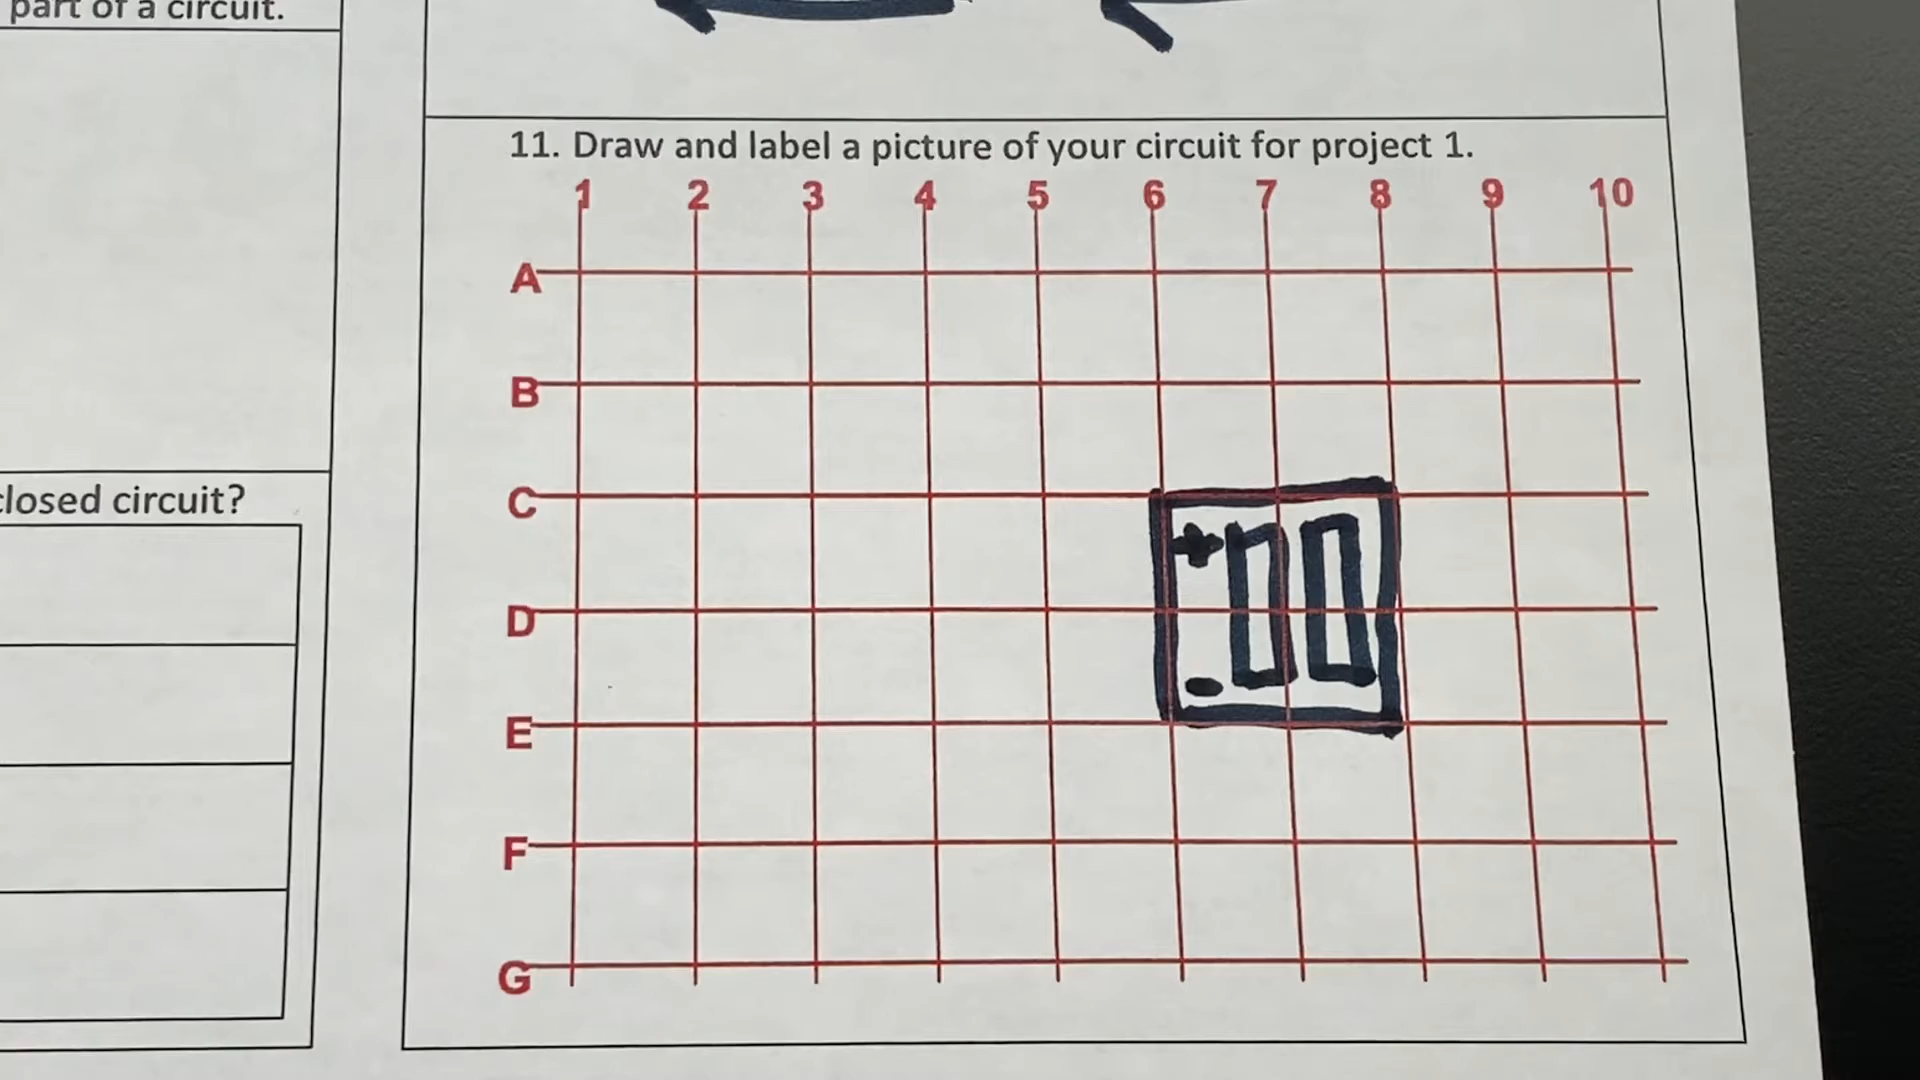 part of a circuit.
closed circuit?
11. Draw and label a picture of your circuit for project 1.
1 2 3 4 5 6 7 8 9 10
A
B
C
+
D
-
E
F
G